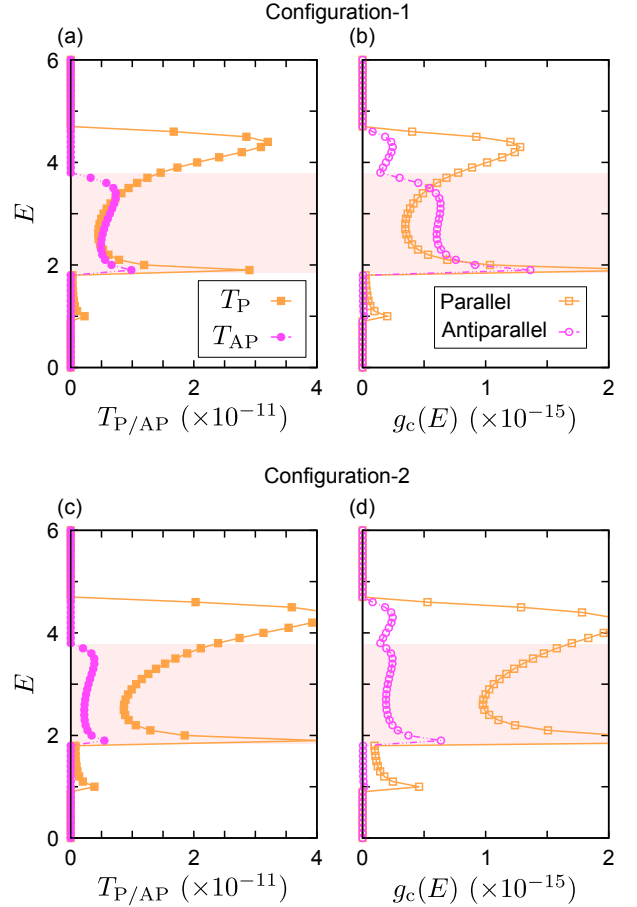 Configuration-1
(a)
(b)
6
4
2
0
E
T_P
T_AP
Parallel
Antiparallel
0 2 4
0 1 2
T_P/AP (×10⁻¹¹)
g_c(E) (×10⁻¹⁵)
Configuration-2
(c)
(d)
6
4
2
0
E
0 2 4
0 1 2
T_P/AP (×10⁻¹¹)
g_c(E) (×10⁻¹⁵)